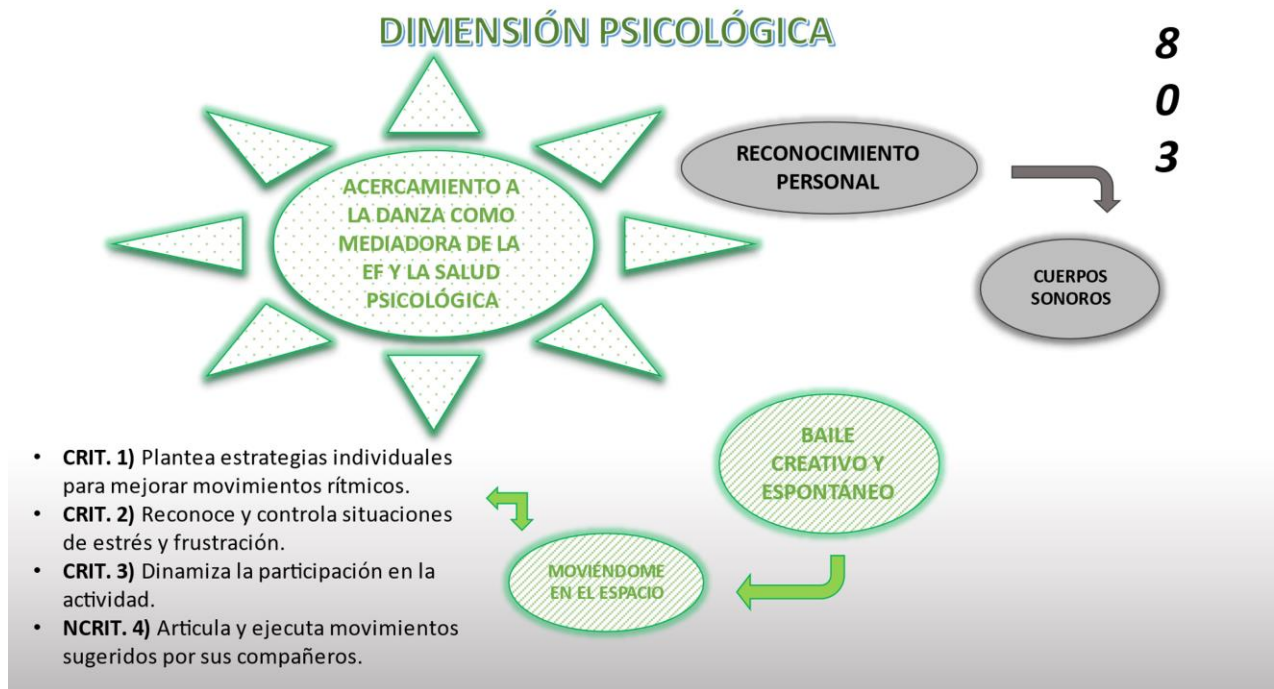 DIMENSIÓN PSICOLÓGICA
8
0
3
ACERCAMIENTO A
LA DANZA COMO
MEDIADORA DE LA
EF Y LA SALUD
PSICOLÓGICA
RECONOCIMIENTO
PERSONAL
CUERPOS
SONOROS
BAILE
CREATIVO Y
ESPONTÁNEO
MOVIÉNDOME
EN EL ESPACIO
• CRIT. 1) Plantea estrategias individuales
para mejorar movimientos rítmicos.
• CRIT. 2) Reconoce y controla situaciones
de estrés y frustración.
• CRIT. 3) Dinamiza la participación en la
actividad.
• NCRIT. 4) Articula y ejecuta movimientos
sugeridos por sus compañeros.